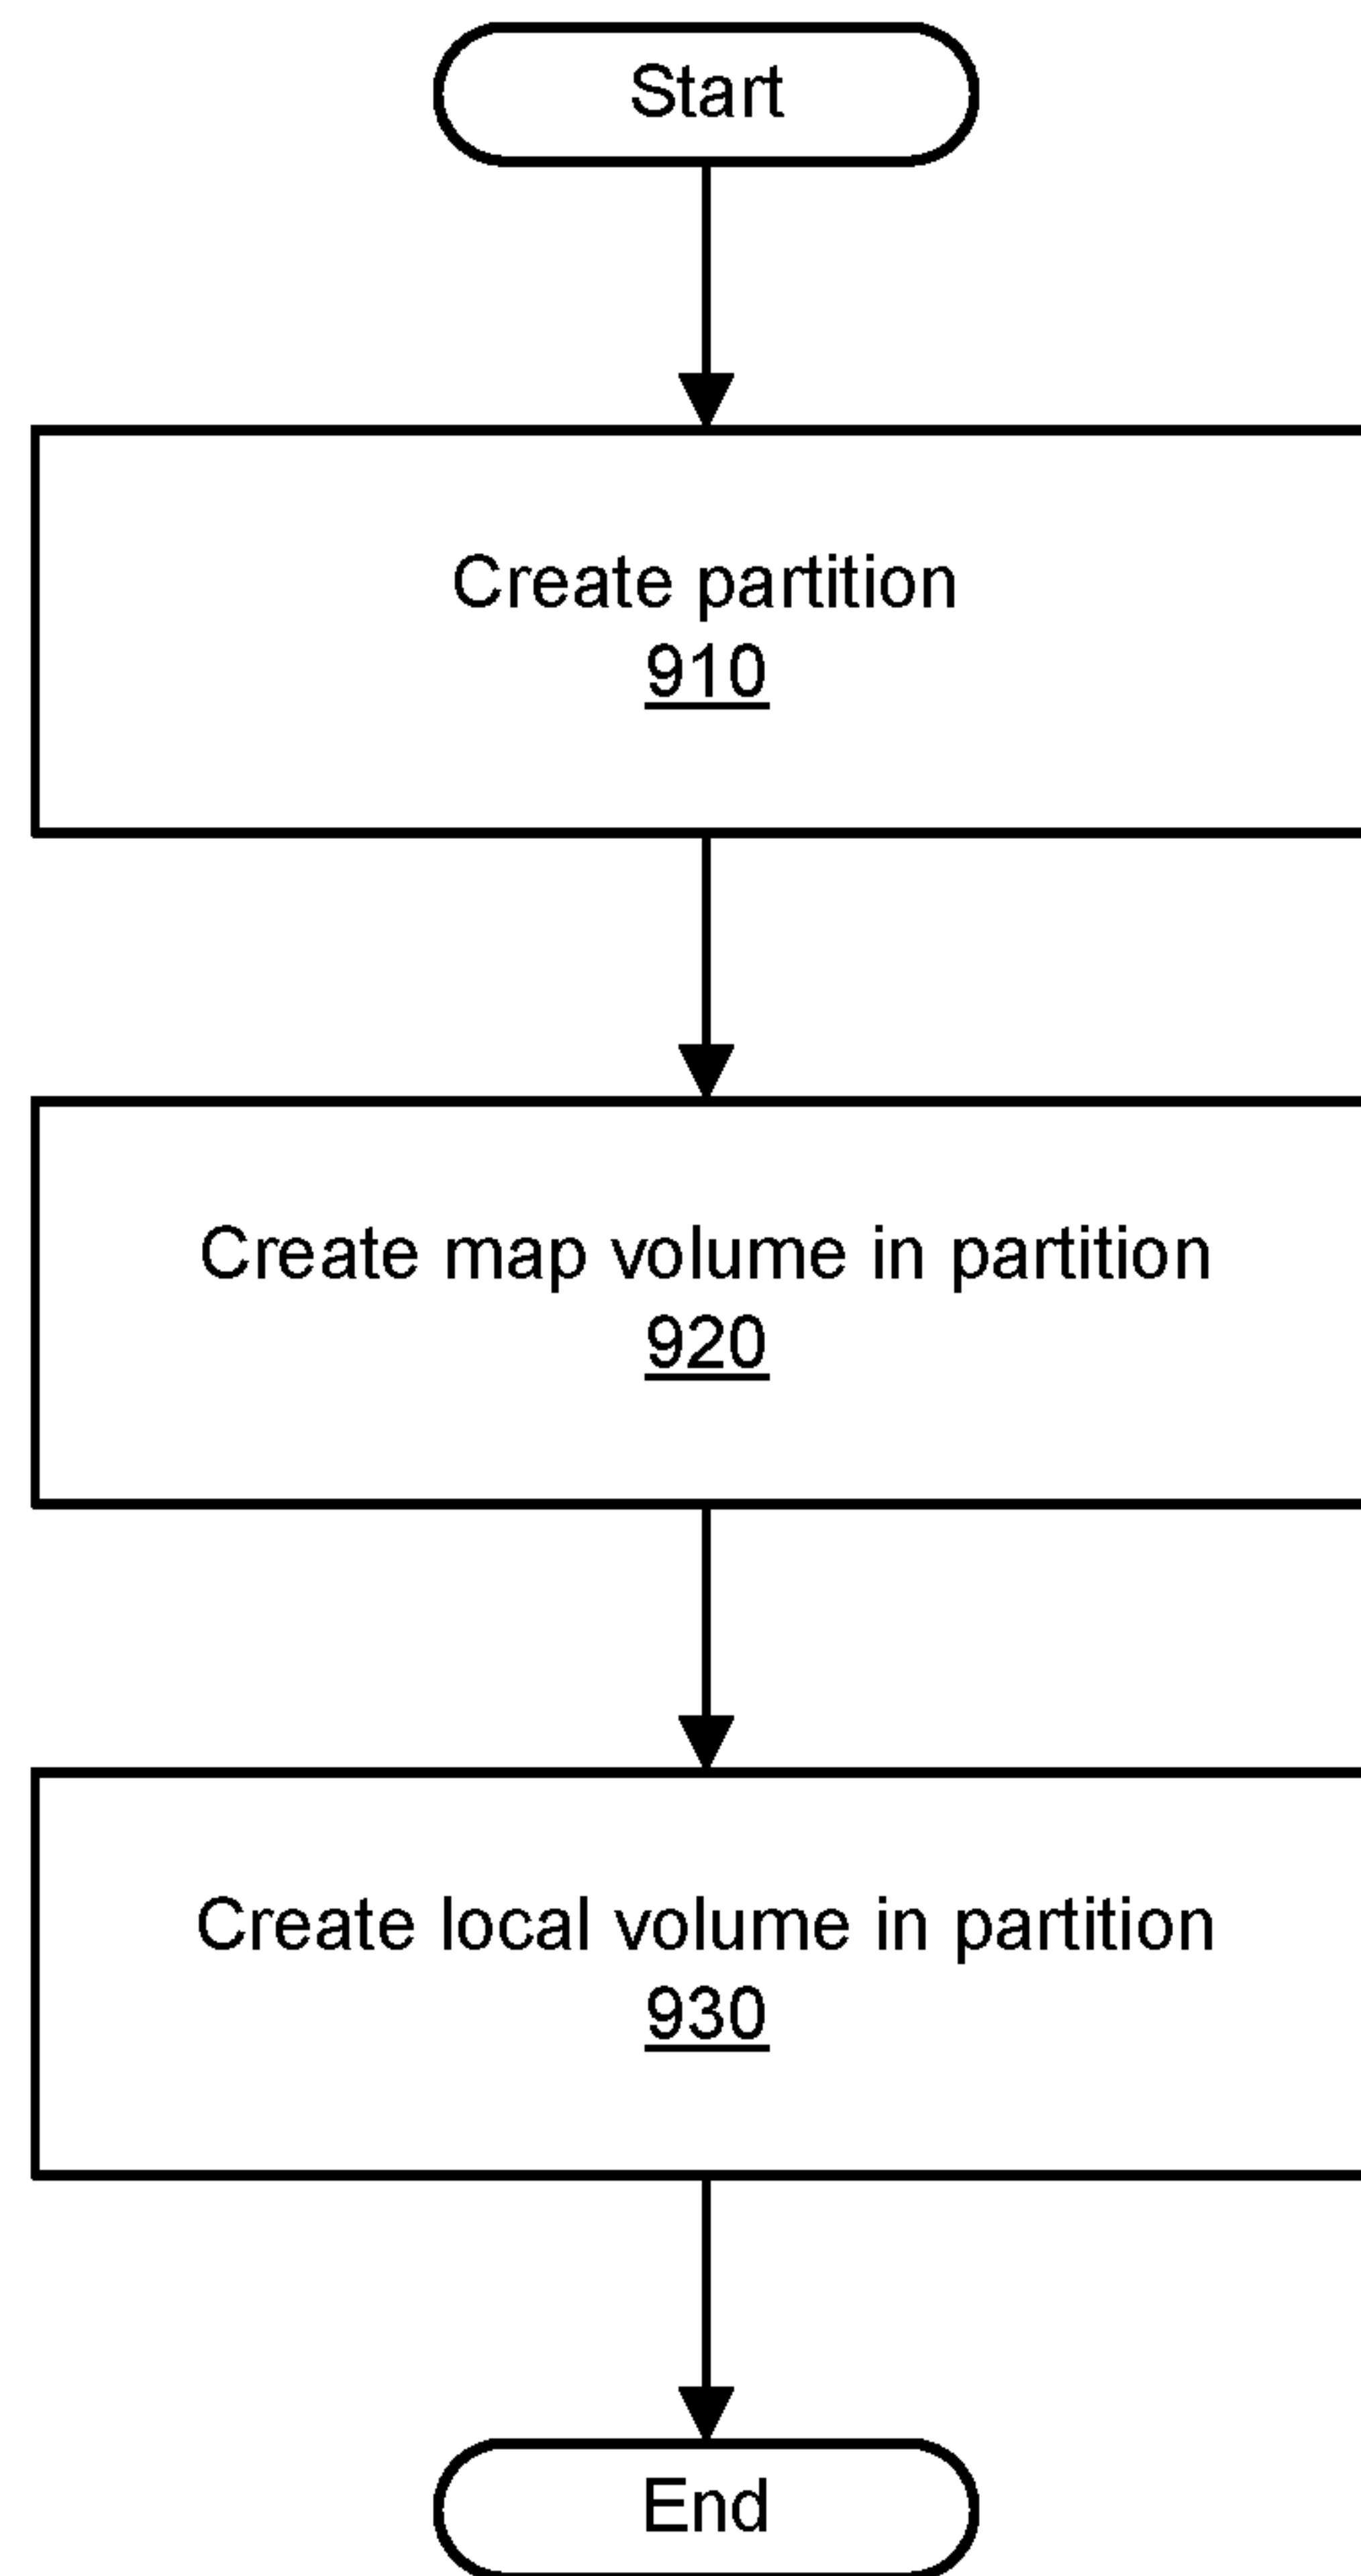 Start
Create partition
910
Create map volume in partition
920
Create local volume in partition
930
End